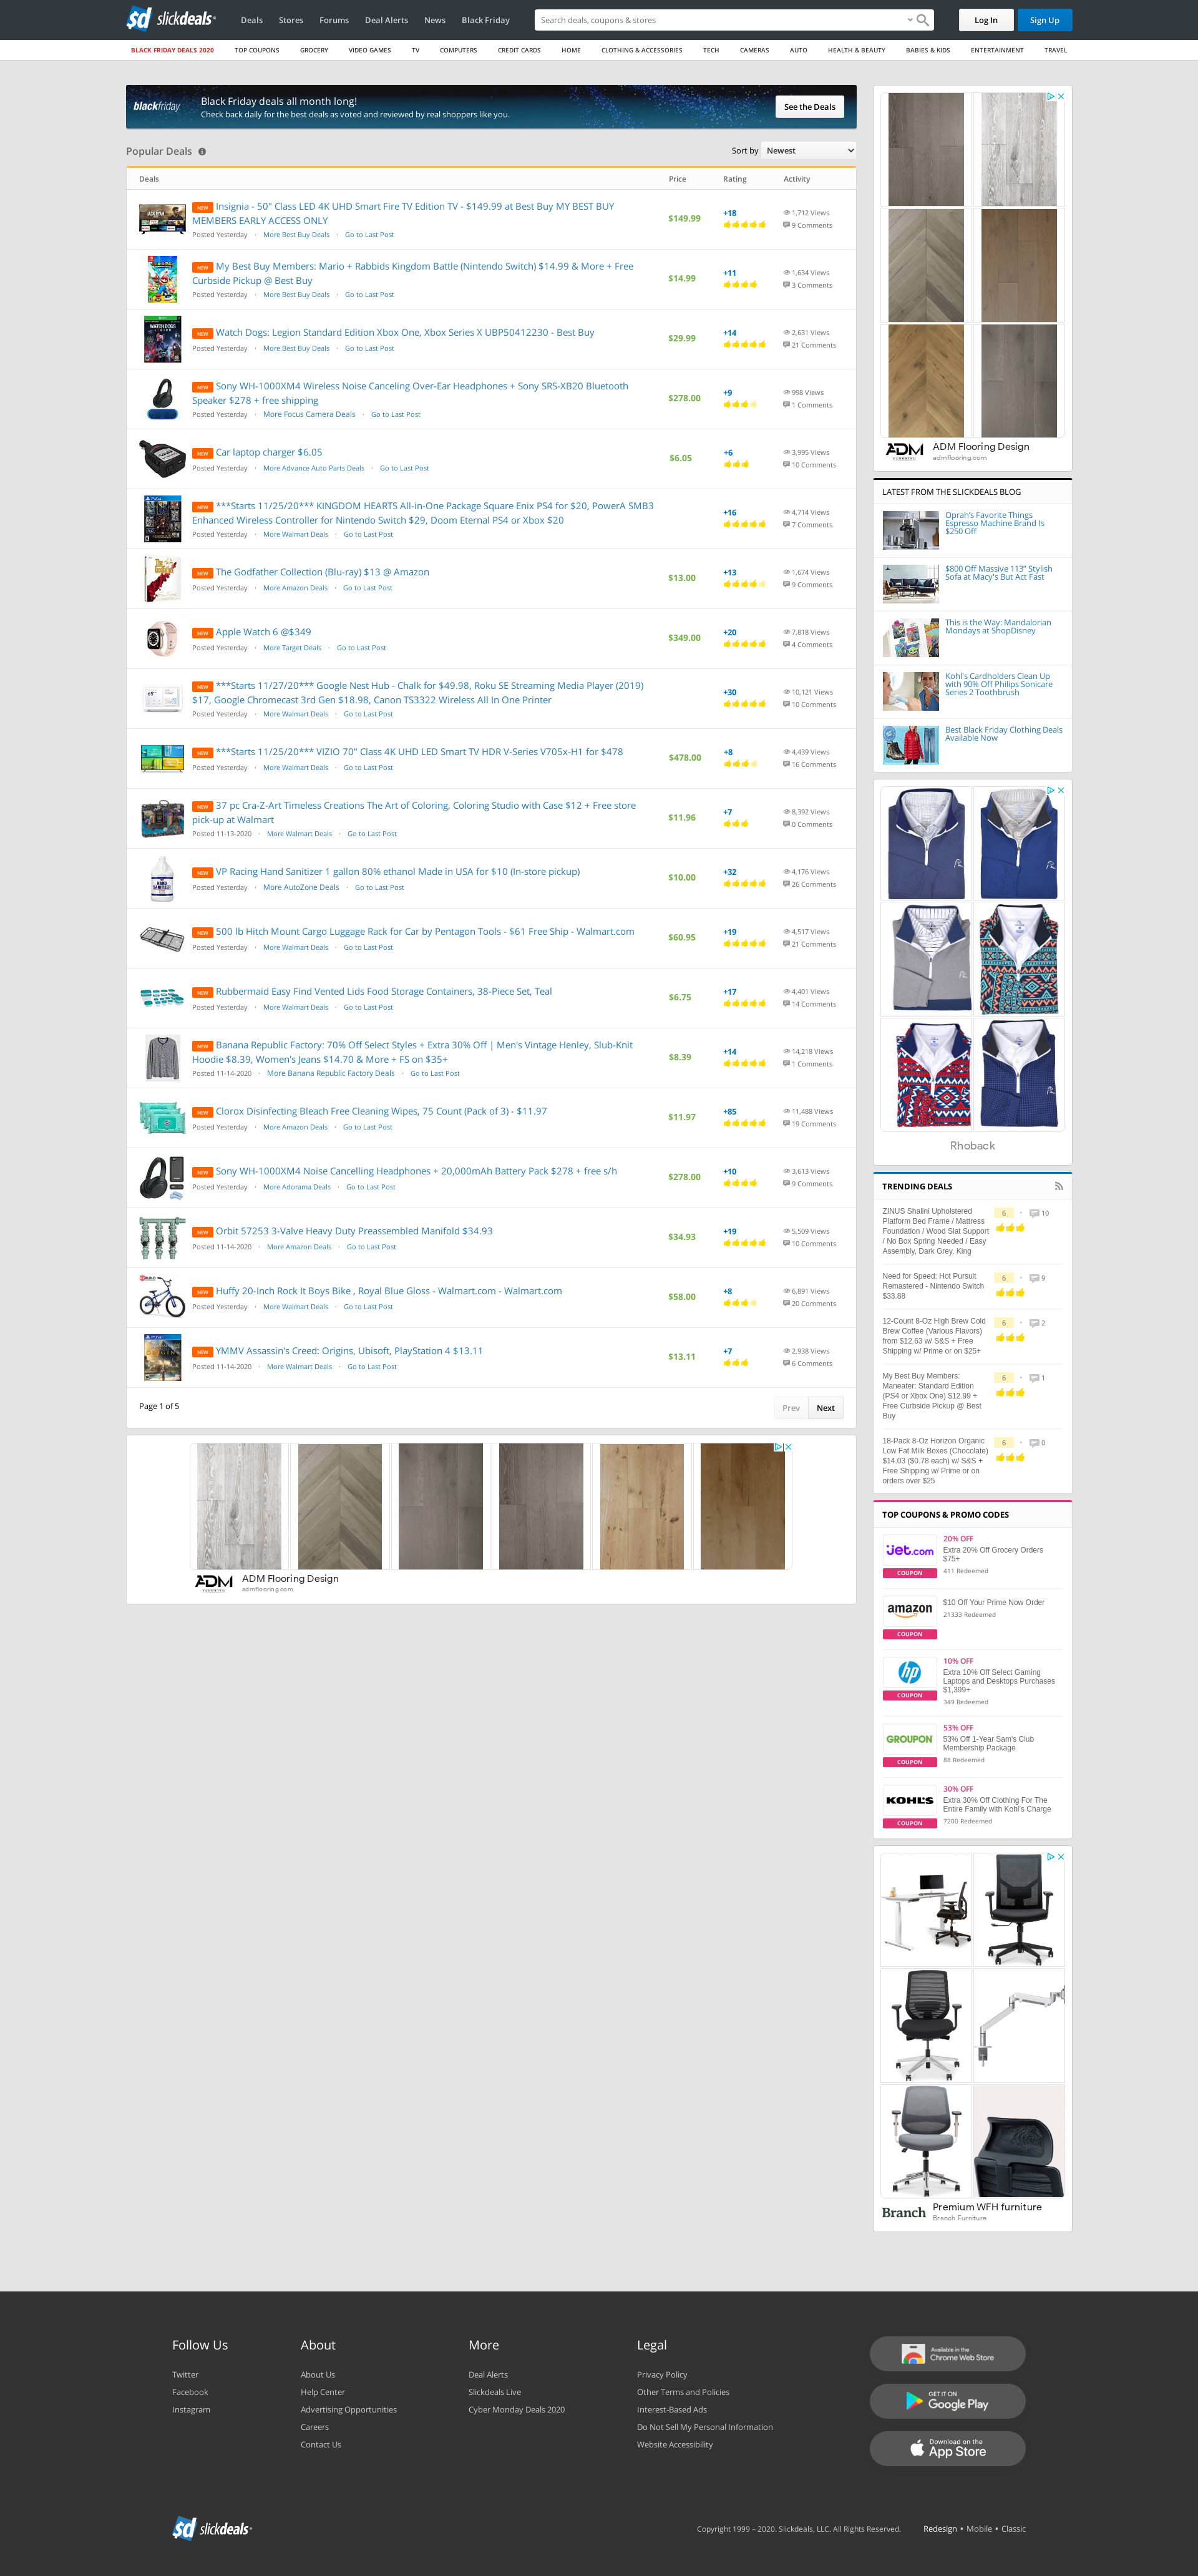 sd slickdeals
Deals Stores Forums Deal Alerts News Black Friday
Search deals, coupons & stores
Log In Sign Up
BLACK FRIDAY DEALS 2020 TOP COUPONS GROCERY VIDEO GAMES TV COMPUTERS CREDIT CARDS HOME CLOTHING & ACCESSORIES TECH CAMERAS AUTO HEALTH & BEAUTY BABIES & KIDS ENTERTAINMENT TRAVEL
blackfriday
Black Friday deals all month long!
Check back daily for the best deals as voted and reviewed by real shoppers like you.
See the Deals
Popular Deals
Sort by Newest
Deals Price Rating Activity
NEW Insignia - 50" Class LED 4K UHD Smart Fire TV Edition TV - $149.99 at Best Buy MY BEST BUY
MEMBERS EARLY ACCESS ONLY
Posted Yesterday · More Best Buy Deals · Go to Last Post
$149.99
+18
1,712 Views
9 Comments
NEW My Best Buy Members: Mario + Rabbids Kingdom Battle (Nintendo Switch) $14.99 & More + Free
Curbside Pickup @ Best Buy
Posted Yesterday · More Best Buy Deals · Go to Last Post
$14.99
+11
1,634 Views
3 Comments
NEW Watch Dogs: Legion Standard Edition Xbox One, Xbox Series X UBP50412230 - Best Buy
Posted Yesterday · More Best Buy Deals · Go to Last Post
$29.99
+14
2,631 Views
21 Comments
NEW Sony WH-1000XM4 Wireless Noise Canceling Over-Ear Headphones + Sony SRS-XB20 Bluetooth
Speaker $278 + free shipping
Posted Yesterday · More Focus Camera Deals · Go to Last Post
$278.00
+9
998 Views
1 Comments
NEW Car laptop charger $6.05
Posted Yesterday · More Advance Auto Parts Deals · Go to Last Post
$6.05
+6
3,995 Views
10 Comments
NEW ***Starts 11/25/20*** KINGDOM HEARTS All-in-One Package Square Enix PS4 for $20, PowerA SMB3
Enhanced Wireless Controller for Nintendo Switch $29, Doom Eternal PS4 or Xbox $20
Posted Yesterday · More Walmart Deals · Go to Last Post
$20.00
+16
4,714 Views
7 Comments
NEW The Godfather Collection (Blu-ray) $13 @ Amazon
Posted Yesterday · More Amazon Deals · Go to Last Post
$13.00
+13
1,674 Views
9 Comments
NEW Apple Watch 6 @$349
Posted Yesterday · More Target Deals · Go to Last Post
$349.00
+20
7,818 Views
4 Comments
NEW ***Starts 11/27/20*** Google Nest Hub - Chalk for $49.98, Roku SE Streaming Media Player (2019)
$17, Google Chromecast 3rd Gen $18.98, Canon TS3322 Wireless All In One Printer
Posted Yesterday · More Walmart Deals · Go to Last Post
$17.00
+30
10,121 Views
10 Comments
NEW ***Starts 11/25/20*** VIZIO 70" Class 4K UHD LED Smart TV HDR V-Series V705x-H1 for $478
Posted Yesterday · More Walmart Deals · Go to Last Post
$478.00
+8
4,439 Views
16 Comments
NEW 37 pc Cra-Z-Art Timeless Creations The Art of Coloring, Coloring Studio with Case $12 + Free store
pick-up at Walmart
Posted 11-13-2020 · More Walmart Deals · Go to Last Post
$11.96
+7
8,392 Views
0 Comments
NEW VP Racing Hand Sanitizer 1 gallon 80% ethanol Made in USA for $10 (In-store pickup)
Posted Yesterday · More AutoZone Deals · Go to Last Post
$10.00
+32
4,176 Views
26 Comments
NEW 500 lb Hitch Mount Cargo Luggage Rack for Car by Pentagon Tools - $61 Free Ship - Walmart.com
Posted Yesterday · More Walmart Deals · Go to Last Post
$60.95
+19
4,517 Views
21 Comments
NEW Rubbermaid Easy Find Vented Lids Food Storage Containers, 38-Piece Set, Teal
Posted Yesterday · More Walmart Deals · Go to Last Post
$6.75
+17
4,401 Views
14 Comments
NEW Banana Republic Factory: 70% Off Select Styles + Extra 30% Off | Men's Vintage Henley, Slub-Knit
Hoodie $8.39, Women's Jeans $14.70 & More + FS on $35+
Posted 11-14-2020 · More Banana Republic Factory Deals · Go to Last Post
$8.39
+14
14,218 Views
1 Comments
NEW Clorox Disinfecting Bleach Free Cleaning Wipes, 75 Count (Pack of 3) - $11.97
Posted Yesterday · More Amazon Deals · Go to Last Post
$11.97
+85
11,488 Views
19 Comments
NEW Sony WH-1000XM4 Noise Cancelling Headphones + 20,000mAh Battery Pack $278 + free s/h
Posted Yesterday · More Adorama Deals · Go to Last Post
$278.00
+10
3,613 Views
9 Comments
NEW Orbit 57253 3-Valve Heavy Duty Preassembled Manifold $34.93
Posted 11-14-2020 · More Amazon Deals · Go to Last Post
$34.93
+19
5,509 Views
10 Comments
NEW Huffy 20-Inch Rock It Boys Bike , Royal Blue Gloss - Walmart.com - Walmart.com
Posted Yesterday · More Walmart Deals · Go to Last Post
$58.00
+8
6,891 Views
20 Comments
NEW YMMV Assassin's Creed: Origins, Ubisoft, PlayStation 4 $13.11
Posted 11-14-2020 · More Walmart Deals · Go to Last Post
$13.11
+7
2,938 Views
6 Comments
Page 1 of 5
Prev Next
ADM
ADM Flooring Design
admflooring.com
ADM
ADM Flooring Design
admflooring.com
LATEST FROM THE SLICKDEALS BLOG
Oprah's Favorite Things
Espresso Machine Brand Is
$250 Off
$800 Off Massive 113" Stylish
Sofa at Macy's But Act Fast
This is the Way: Mandalorian
Mondays at ShopDisney
Kohl's Cardholders Clean Up
with 90% Off Philips Sonicare
Series 2 Toothbrush
Best Black Friday Clothing Deals
Available Now
Rhoback
TRENDING DEALS
ZINUS Shalini Upholstered
Platform Bed Frame / Mattress
Foundation / Wood Slat Support
/ No Box Spring Needed / Easy
Assembly, Dark Grey, King
6 10
Need for Speed: Hot Pursuit
Remastered - Nintendo Switch
$33.88
6 9
12-Count 8-Oz High Brew Cold
Brew Coffee (Various Flavors)
from $12.63 w/ S&S + Free
Shipping w/ Prime or on $25+
6 2
My Best Buy Members:
Maneater: Standard Edition
(PS4 or Xbox One) $12.99 +
Free Curbside Pickup @ Best
Buy
6 1
18-Pack 8-Oz Horizon Organic
Low Fat Milk Boxes (Chocolate)
$14.03 ($0.78 each) w/ S&S +
Free Shipping w/ Prime or on
orders over $25
6 0
TOP COUPONS & PROMO CODES
jet.com
COUPON
20% OFF
Extra 20% Off Grocery Orders
$75+
411 Redeemed
amazon
COUPON
$10 Off Your Prime Now Order
21333 Redeemed
hp
COUPON
10% OFF
Extra 10% Off Select Gaming
Laptops and Desktops Purchases
$1,399+
349 Redeemed
GROUPON
COUPON
53% OFF
53% Off 1-Year Sam's Club
Membership Package
88 Redeemed
KOHL'S
COUPON
30% OFF
Extra 30% Off Clothing For The
Entire Family with Kohl's Charge
7200 Redeemed
Branch
Premium WFH furniture
Branch Furniture
Follow Us
Twitter
Facebook
Instagram
About
About Us
Help Center
Advertising Opportunities
Careers
Contact Us
More
Deal Alerts
Slickdeals Live
Cyber Monday Deals 2020
Legal
Privacy Policy
Other Terms and Policies
Interest-Based Ads
Do Not Sell My Personal Information
Website Accessibility
Available in the
Chrome Web Store
GET IT ON
Google Play
Download on the
App Store
sd slickdeals
Copyright 1999 – 2020. Slickdeals, LLC. All Rights Reserved.
Redesign • Mobile • Classic